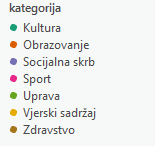 kategorija
Kultura
Obrazovanje
Socijalna skrb
Sport
Uprava
Vjerski sadržaj
Zdravstvo